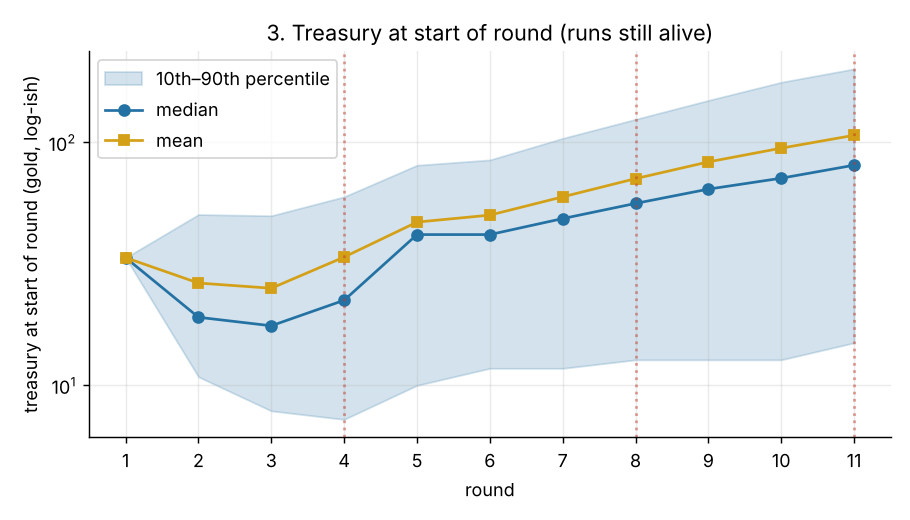 3. Treasury at start of round (runs still alive)
10th–90th percentile
median
mean
treasury at start of round (gold, log-ish)
10²
10¹
1 2 3 4 5 6 7 8 9 10 11
round